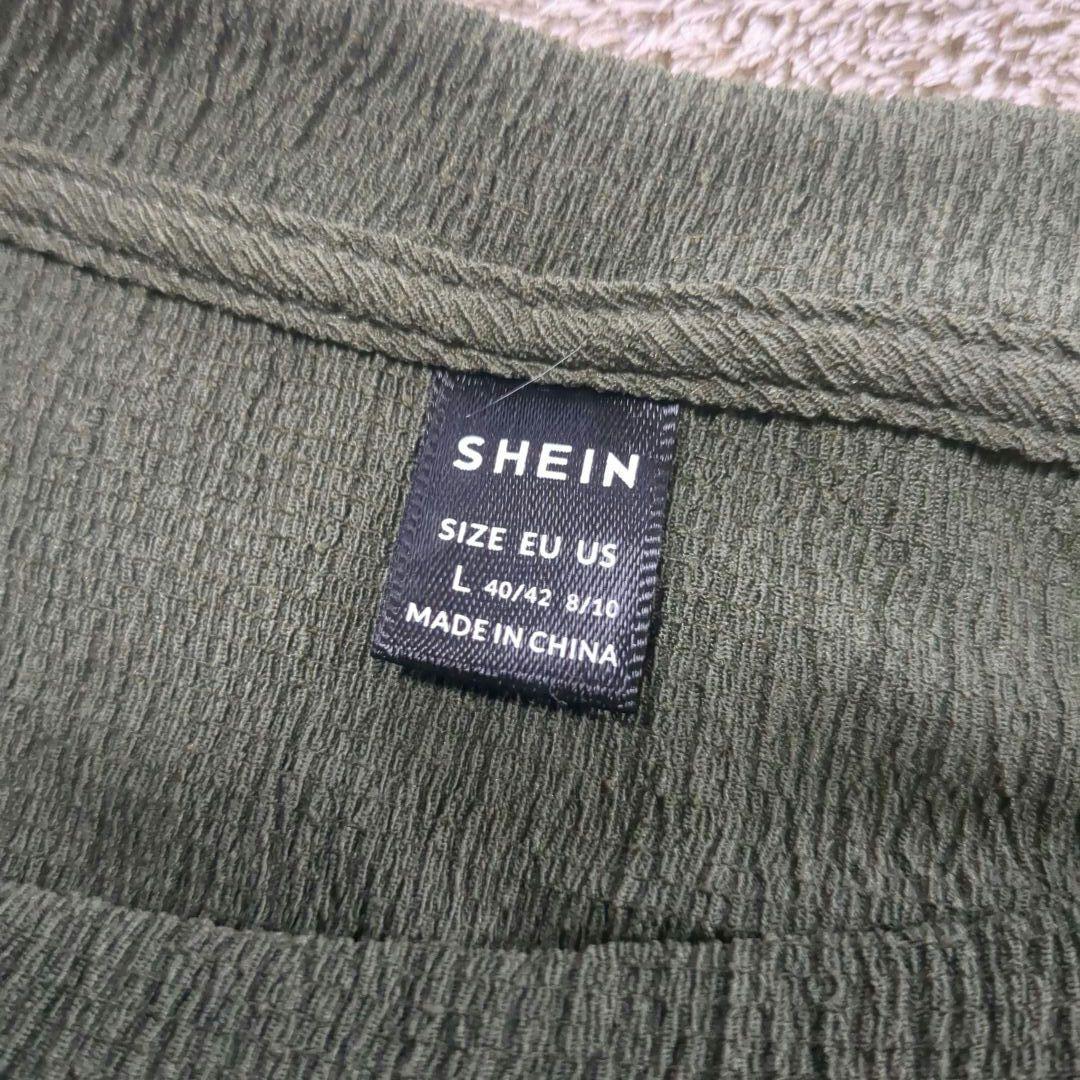 SHEIN
SIZE EU US
L 40/42 8/10
MADE IN CHINA